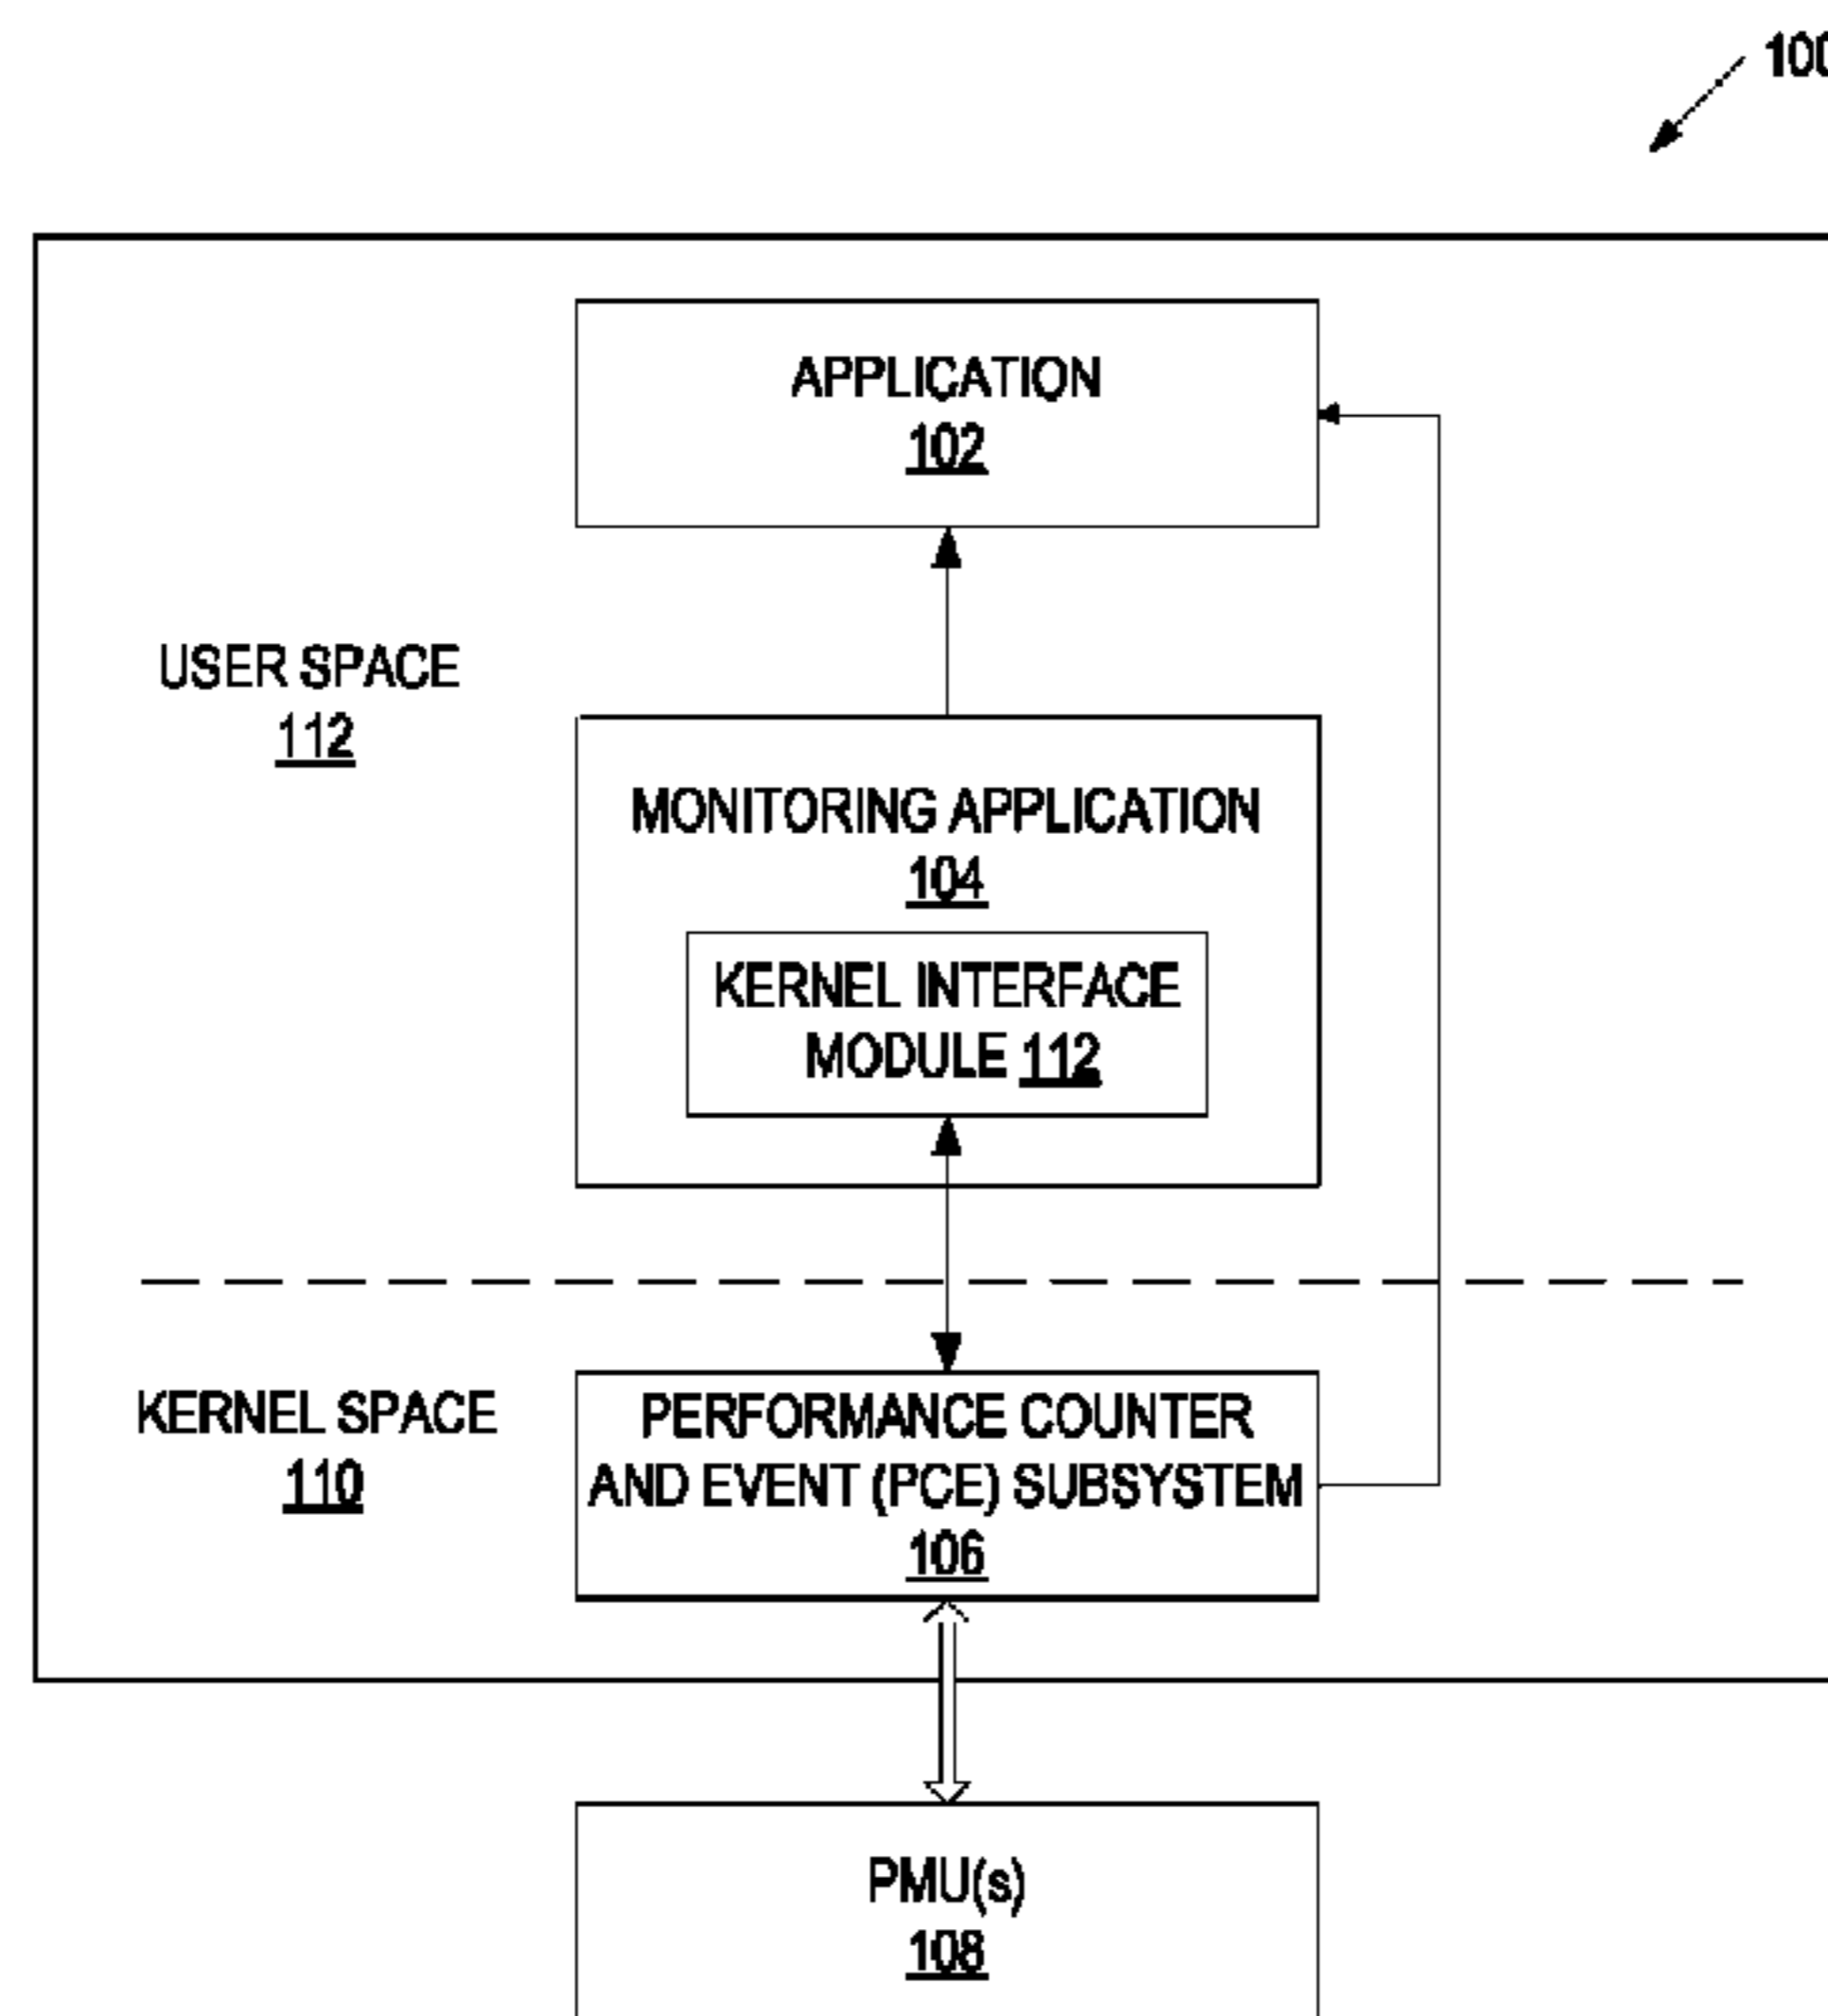 100
APPLICATION
102
USER SPACE
112
MONITORING APPLICATION
104
KERNEL INTERFACE
MODULE 112
KERNEL SPACE
110
PERFORMANCE COUNTER
AND EVENT (PCE) SUBSYSTEM
106
PMU(s)
108